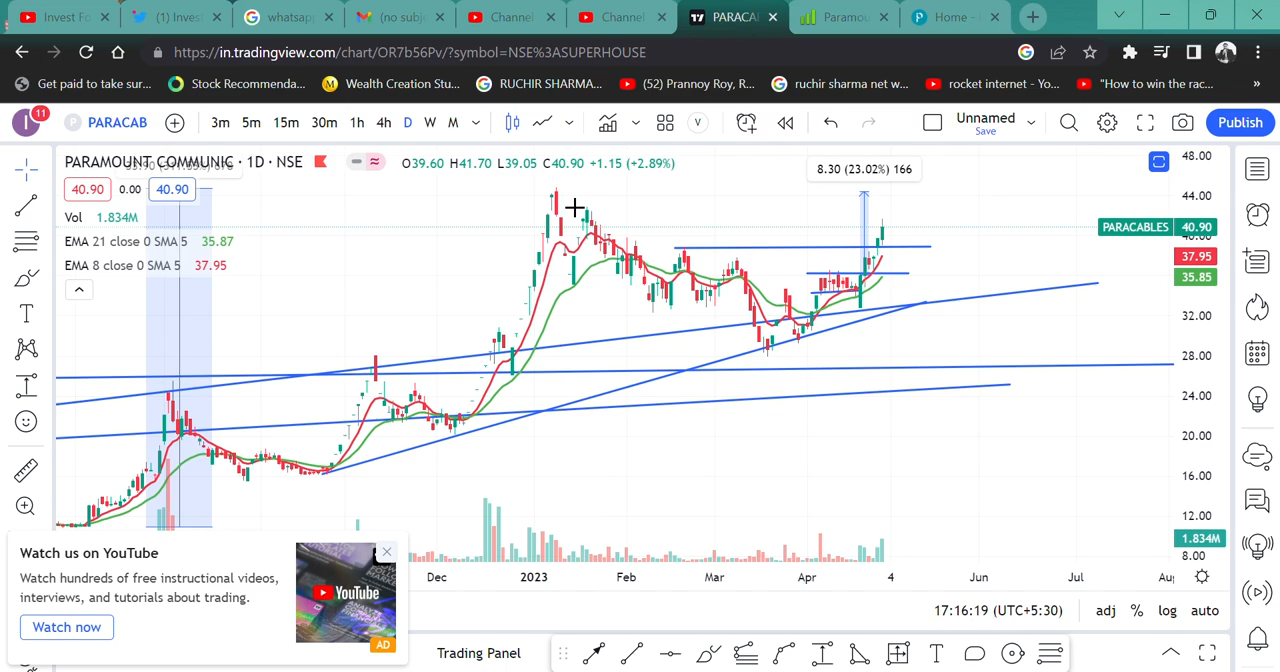 Invest Fo
(1) Invest
whatsap
(no subj
Channel
Channel
PARACAI
Paramou
Home -
https://in.tradingview.com/chart/OR7b56Pv/?symbol=NSE%3ASUPERHOUSE
Get paid to take sur...
Stock Recommenda...
Wealth Creation Stu...
RUCHIR SHARMA...
(52) Prannoy Roy, R...
ruchir sharma net w...
rocket internet - Yo...
"How to win the rac...
»
I
11
P
PARACAB
3m
5m
15m
30m
1h
4h
D
W
M
V
Unnamed
Save
Publish
PARAMOUNT COMMUNIC · 1D · NSE
O39.60 H41.70 L39.05 C40.90 +1.15 (+2.89%)
40.90
0.00
40.90
Vol 1.834M
EMA 21 close 0 SMA 5 35.87
EMA 8 close 0 SMA 5 37.95
8.30 (23.02%) 166
48.00
44.00
PARACABLES 40.90
37.95
35.85
32.00
28.00
24.00
20.00
16.00
12.00
1.834M
8.00
Dec
2023
Feb
Mar
Apr
4
Jun
Jul
17:16:19 (UTC+5:30)
adj
%
log
auto
Watch us on YouTube
Watch hundreds of free instructional videos,
interviews, and tutorials about trading.
Watch now
YouTube
AD
Trading Panel